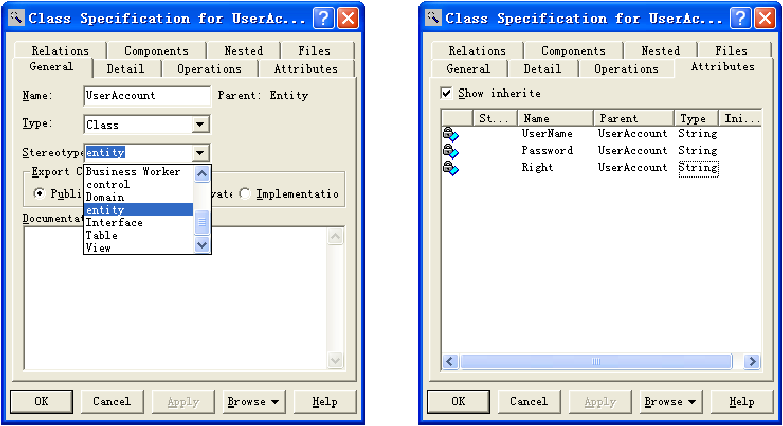 Class Specification for UserAc...
Relations Components Nested Files
General Detail Operations Attributes
Name: UserAccount Parent: Entity
Type: Class
Stereotype entity
Business Worker
control
Domain
entity
Interface
Table
View
Export C
Publi vate Implementatio
Documentat
OK Cancel Apply Browse Help
Class Specification for UserAc...
Relations Components Nested Files
General Detail Operations Attributes
Show inherite
St... Name Parent Type Ini...
UserName UserAccount String
Password UserAccount String
Right UserAccount String
OK Cancel Apply Browse Help